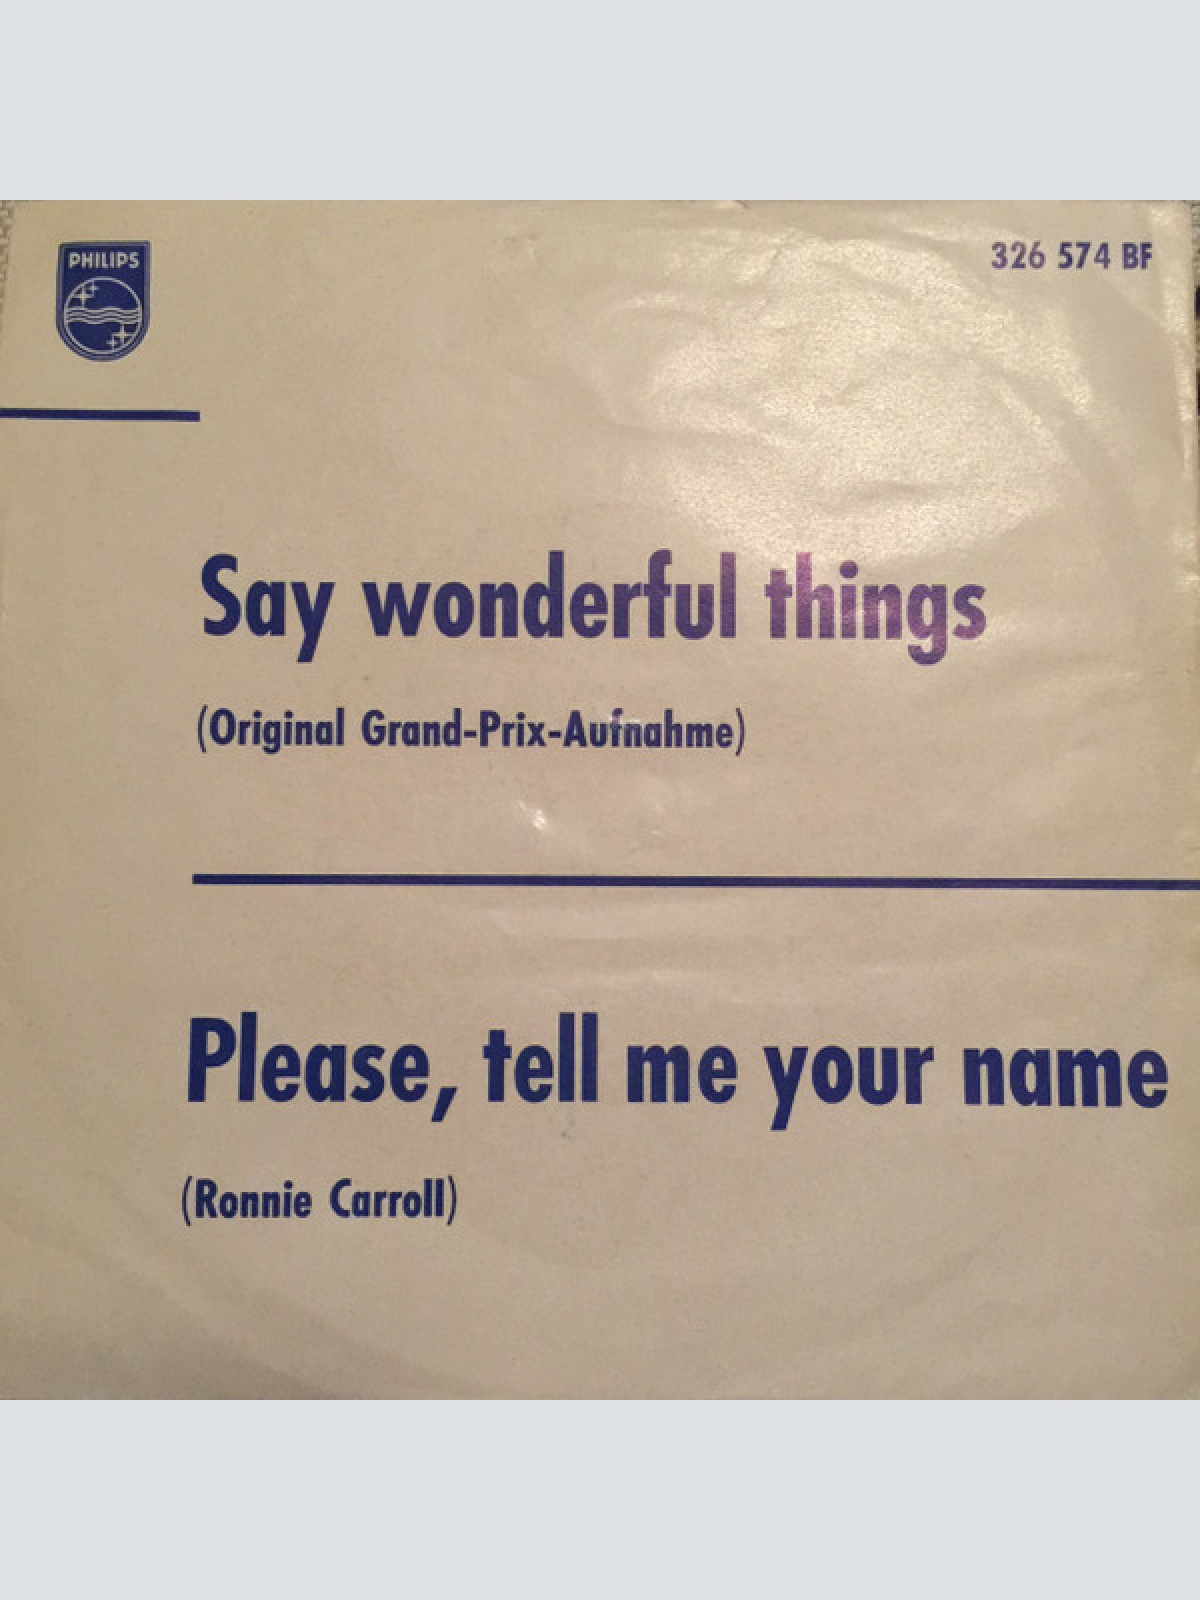 PHILIPS
326 574 BF
Say wonderful things
(Original Grand-Prix-Aufnahme)
Please, tell me your name
(Ronnie Carroll)